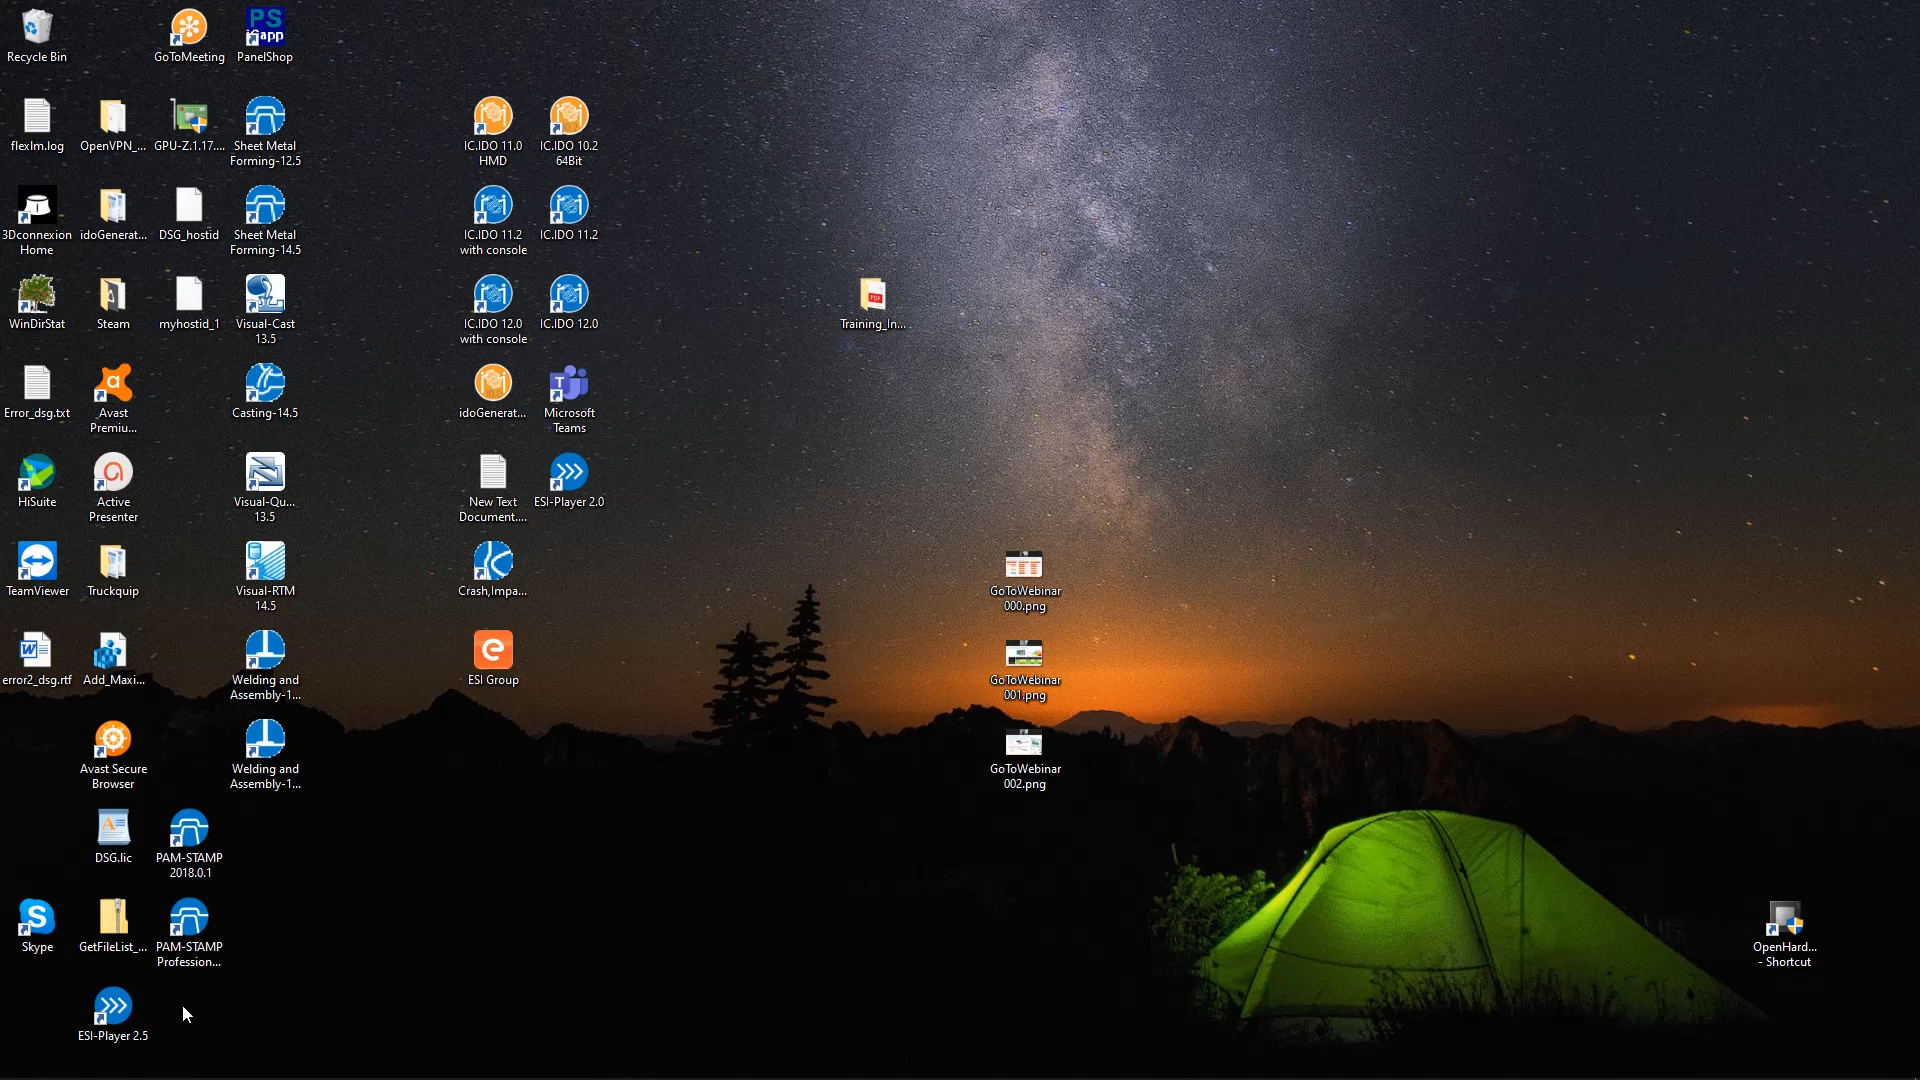 Recycle Bin
GoToMeeting
PS
iGapp
PanelShop
flexlm.log
OpenVPN_...
GPU-Z.1.17....
Sheet Metal
Forming-12.5
IC.IDO 11.0
HMD
IC.IDO 10.2
64Bit
3Dconnexion
Home
idoGenerat...
DSG_hostid
Sheet Metal
Forming-14.5
IC.IDO 11.2
with console
IC.IDO 11.2
WinDirStat
Steam
myhostid_1
Visual-Cast
13.5
IC.IDO 12.0
with console
IC.IDO 12.0
PDF
Training_In...
Error_dsg.txt
Avast
Premiu...
Casting-14.5
idoGenerat...
Microsoft
Teams
HiSuite
Active
Presenter
Visual-Qu...
13.5
New Text
Document....
ESI-Player 2.0
TeamViewer
Truckquip
Visual-RTM
14.5
Crash,Impa...
GoToWebinar
000.png
error2_dsg.rtf
Add_Maxi...
Welding and
Assembly-1...
ESI Group
GoToWebinar
001.png
Avast Secure
Browser
Welding and
Assembly-1...
GoToWebinar
002.png
DSG.lic
PAM-STAMP
2018.0.1
Skype
GetFileList_...
PAM-STAMP
Profession...
OpenHard...
- Shortcut
ESI-Player 2.5